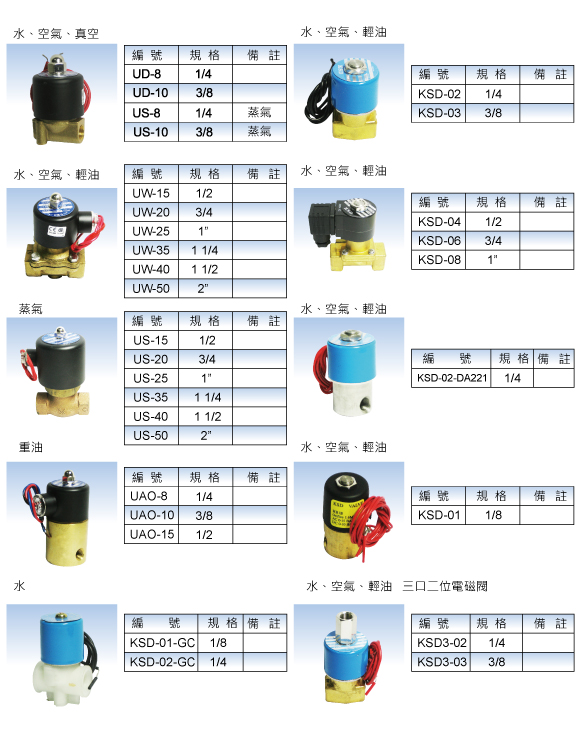 水、空氣、真空
編 號 規 格 備 註
UD-8 1/4
UD-10 3/8
US-8 1/4 蒸氣
US-10 3/8 蒸氣
水、空氣、輕油
編 號 規 格 備 註
KSD-02 1/4
KSD-03 3/8
水、空氣、輕油
編 號 規 格 備 註
UW-15 1/2
UW-20 3/4
UW-25 1”
UW-35 1 1/4
UW-40 1 1/2
UW-50 2”
水、空氣、輕油
編 號 規 格 備 註
KSD-04 1/2
KSD-06 3/4
KSD-08 1”
蒸氣
編 號 規 格 備 註
US-15 1/2
US-20 3/4
US-25 1”
US-35 1 1/4
US-40 1 1/2
US-50 2”
水、空氣、輕油
編 號 規 格 備 註
KSD-02-DA221 1/4
重油
編 號 規 格 備 註
UAO-8 1/4
UAO-10 3/8
UAO-15 1/2
水、空氣、輕油
KSD VALVE
編 號 規 格 備 註
KSD-01 1/8
水
編 號 規 格 備 註
KSD-01-GC 1/8
KSD-02-GC 1/4
水、空氣、輕油 三口二位電磁閥
編 號 規 格 備 註
KSD3-02 1/4
KSD3-03 3/8